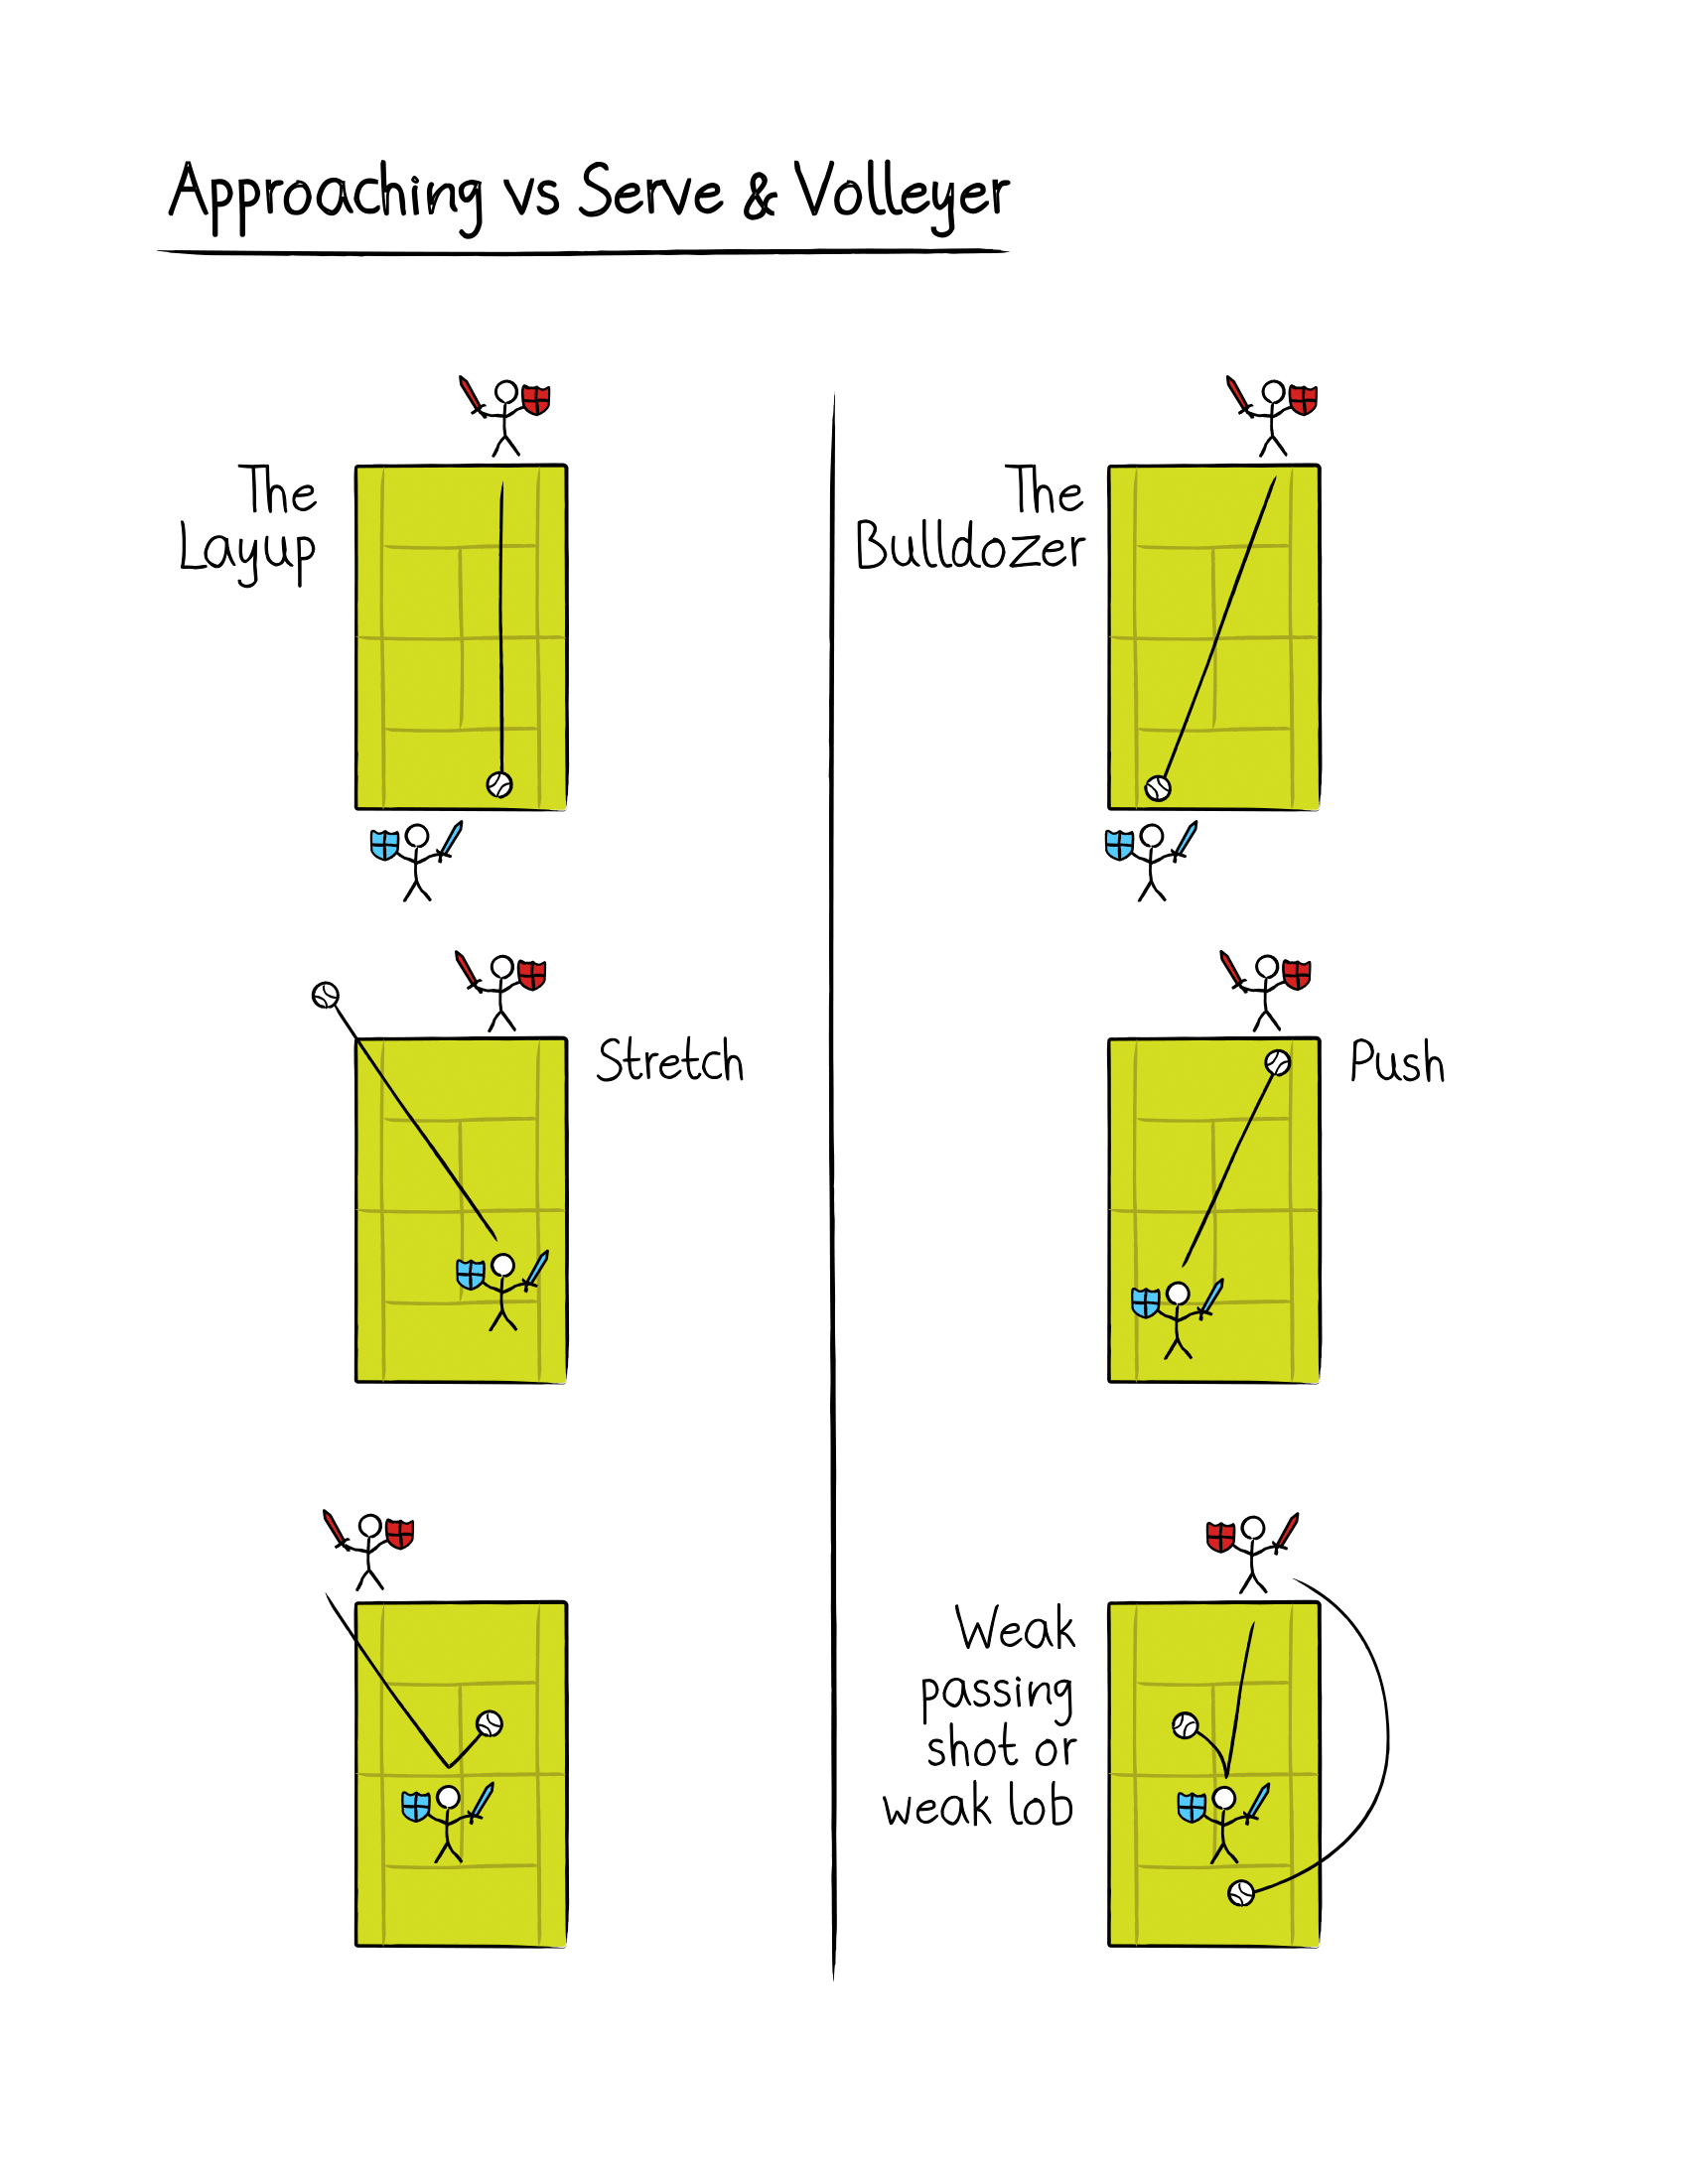 Approaching vs Serve & Volleyer
The
Layup
Stretch
The
Bulldozer
Push
Weak
passing
shot or
weak lob